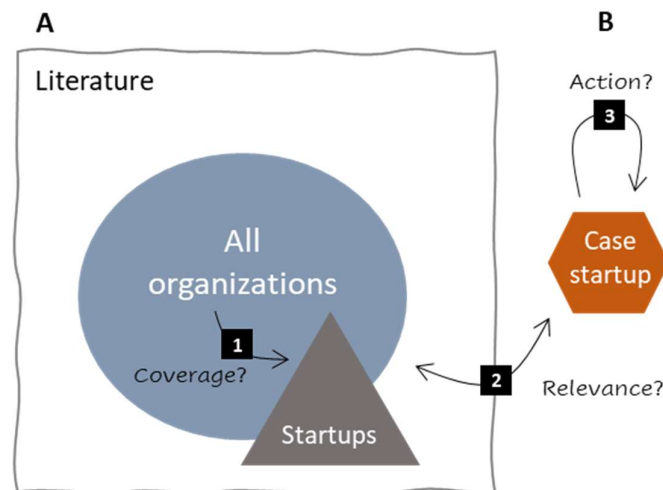 A
B
Literature
Action?
3
All
organizations
Case
startup
1
Coverage?
2
Relevance?
Startups